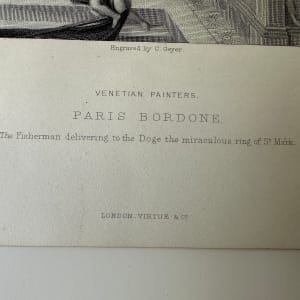 Engraved by C. Geyer.
VENETIAN PAINTERS.
PARIS BORDONE.
The Fisherman delivering to the Doge the miraculous ring of St. Mark.
LONDON, VIRTUE & Co.